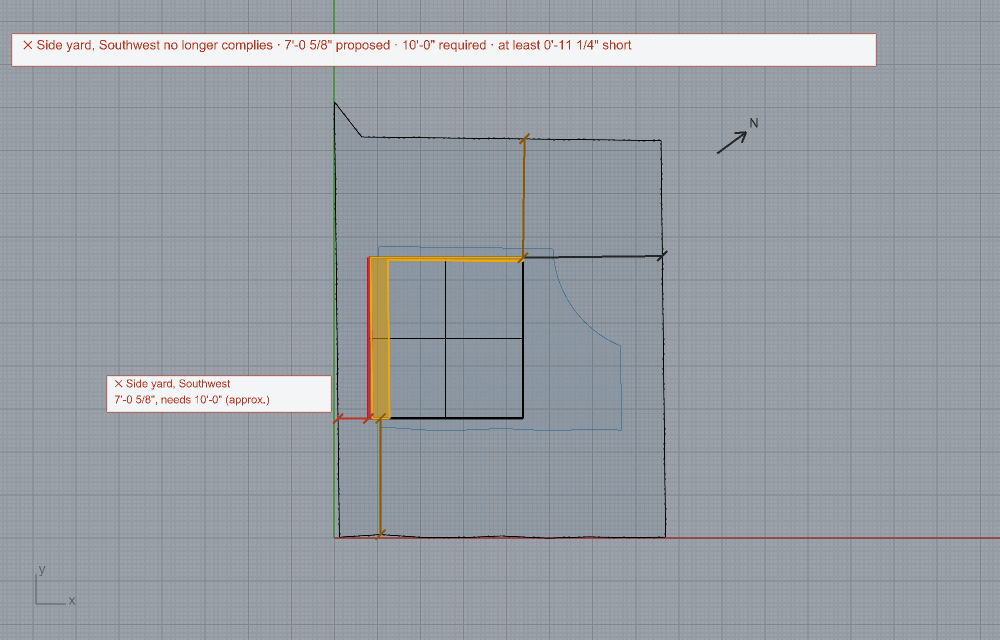 × Side yard, Southwest no longer complies · 7'-0 5/8" proposed · 10'-0" required · at least 0'-11 1/4" short
N
× Side yard, Southwest
7'-0 5/8", needs 10'-0" (approx.)
y
x